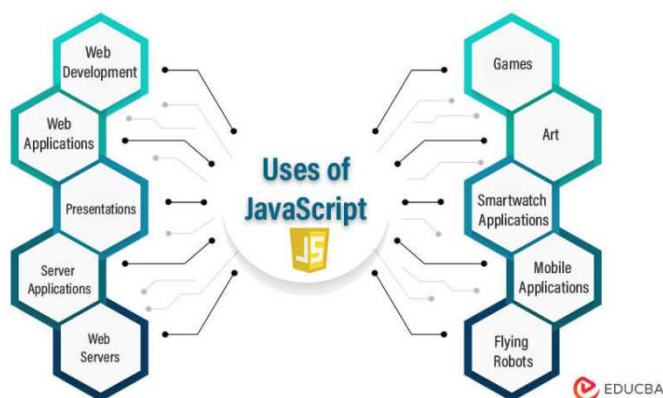 Web
Development
Web
Applications
Presentations
Server
Applications
Web
Servers
Uses of
JavaScript
JS
Games
Art
Smartwatch
Applications
Mobile
Applications
Flying
Robots
EDUCBA